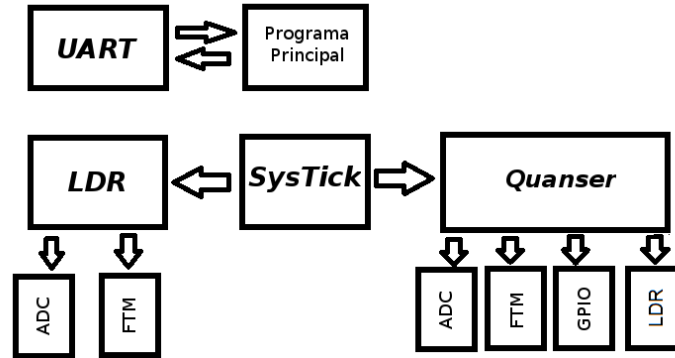 UART
Programa
Principal
LDR
SysTick
Quanser
ADC
FTM
ADC
FTM
GPIO
LDR